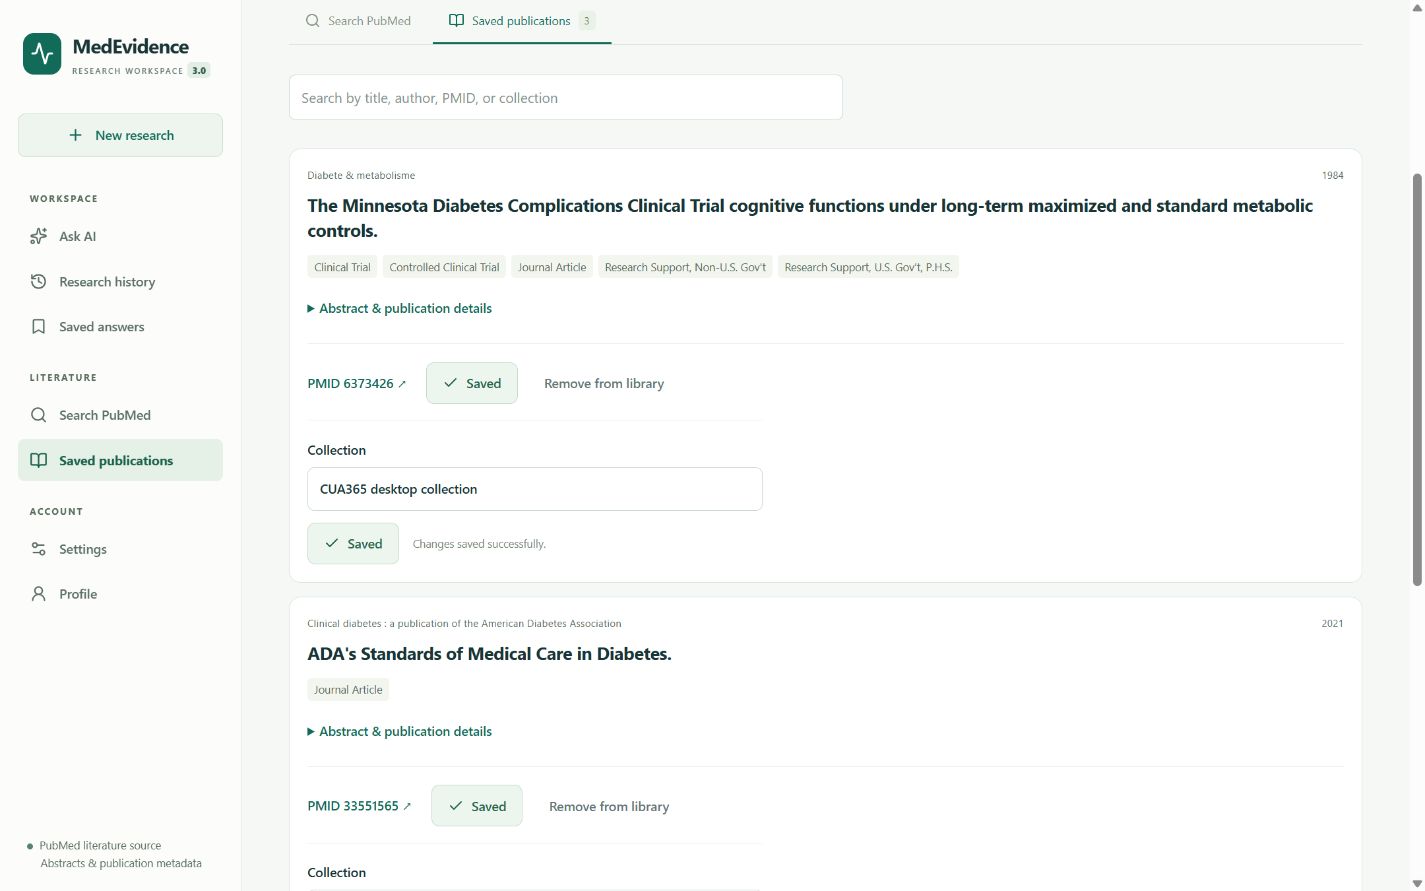 MedEvidence
RESEARCH WORKSPACE 3.0
New research
WORKSPACE
Ask AI
Research history
Saved answers
LITERATURE
Search PubMed
Saved publications
ACCOUNT
Settings
Profile
PubMed literature source
Abstracts & publication metadata
Search PubMed
Saved publications 3
Search by title, author, PMID, or collection
Diabete & metabolisme
1984
The Minnesota Diabetes Complications Clinical Trial cognitive functions under long-term maximized and standard metabolic
controls.
Clinical Trial
Controlled Clinical Trial
Journal Article
Research Support, Non-U.S. Gov't
Research Support, U.S. Gov't, P.H.S.
Abstract & publication details
PMID 6373426 ↗
Saved
Remove from library
Collection
CUA365 desktop collection
Saved
Changes saved successfully.
Clinical diabetes : a publication of the American Diabetes Association
2021
ADA's Standards of Medical Care in Diabetes.
Journal Article
Abstract & publication details
PMID 33551565 ↗
Saved
Remove from library
Collection